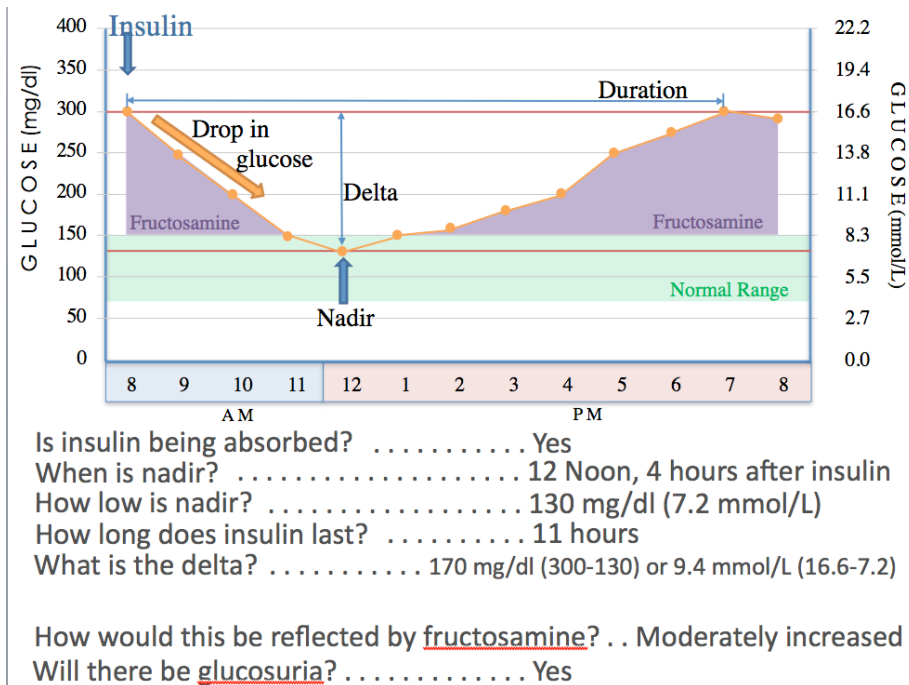 Insulin
400
350
300
250
200
150
100
50
0
GLUCOSE (mg/dl)
22.2
19.4
16.6
13.8
11.1
8.3
5.5
2.7
0.0
GLUCOSE (mmol/L)
Duration
Drop in
glucose
Delta
Fructosamine
Fructosamine
Normal Range
Nadir
8 9 10 11 12 1 2 3 4 5 6 7 8
AM PM
Is insulin being absorbed? . . . . . . . . . . . Yes
When is nadir? . . . . . . . . . . . . . . . . . . . . 12 Noon, 4 hours after insulin
How low is nadir? . . . . . . . . . . . . . . . . . . 130 mg/dl (7.2 mmol/L)
How long does insulin last? . . . . . . . . . . 11 hours
What is the delta? . . . . . . . . . . . . 170 mg/dl (300-130) or 9.4 mmol/L (16.6-7.2)
How would this be reflected by fructosamine? . . Moderately increased
Will there be glucosuria? . . . . . . . . . . . . . Yes